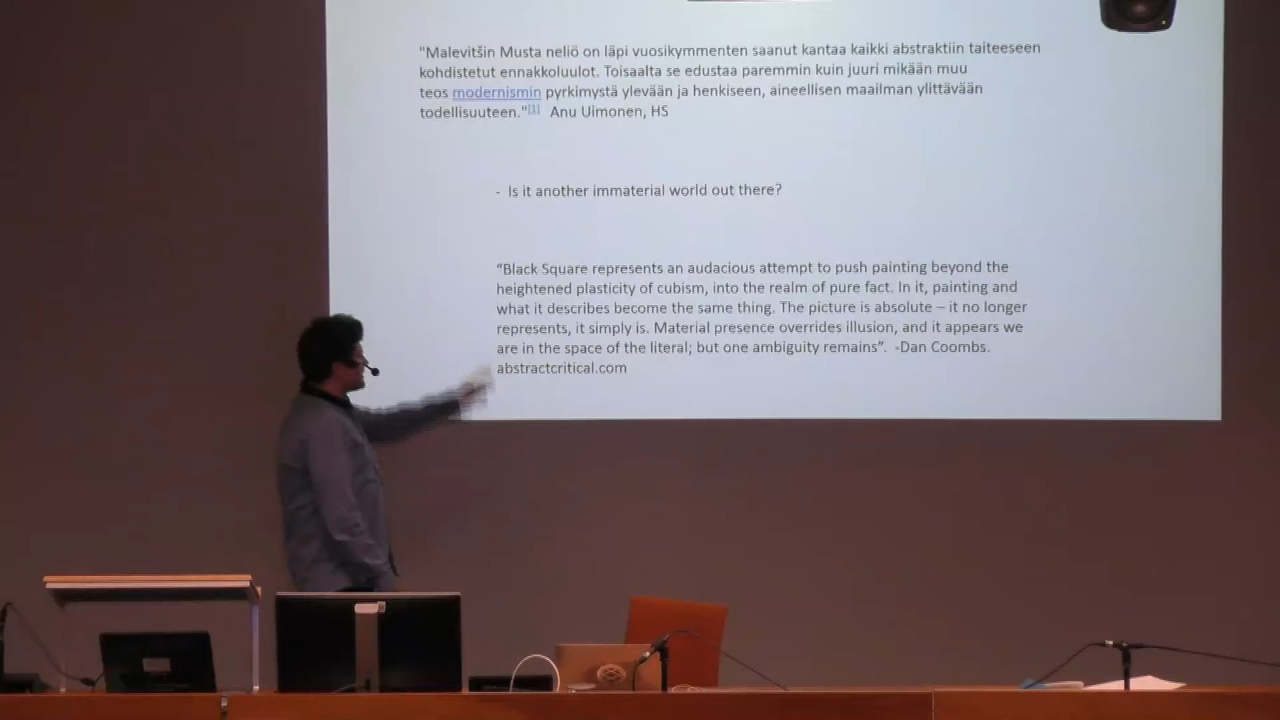 "Malevitšin Musta neliö on läpi vuosikymmenten saanut kantaa kaikki abstraktiin taiteeseen
kohdistetut ennakkoluulot. Toisaalta se edustaa paremmin kuin juuri mikään muu
teos modernismin pyrkimystä ylevään ja henkiseen, aineellisen maailman ylittävään
todellisuuteen."[1] Anu Uimonen, HS
- Is it another immaterial world out there?
“Black Square represents an audacious attempt to push painting beyond the
heightened plasticity of cubism, into the realm of pure fact. In it, painting and
what it describes become the same thing. The picture is absolute – it no longer
represents, it simply is. Material presence overrides illusion, and it appears we
are in the space of the literal; but one ambiguity remains”. -Dan Coombs.
abstractcritical.com